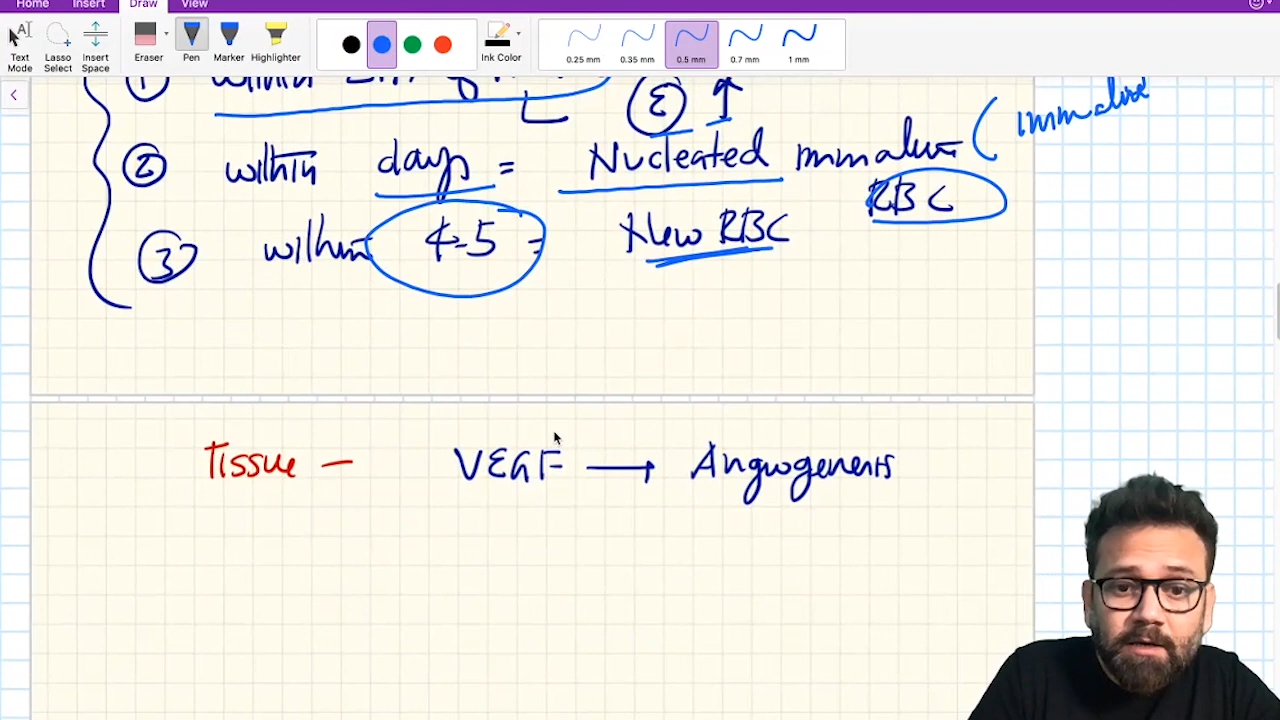 Home Insert Draw View
Text Mode
Lasso Select
Insert Space
Eraser
Pen
Marker
Highlighter
Ink Color
0.25 mm
0.35 mm
0.5 mm
0.7 mm
1 mm
① within
② within days = Nucleated immature (immature
RBC
③ within 4-5 = New RBC
Tissue — VEGF → Angiogenesis